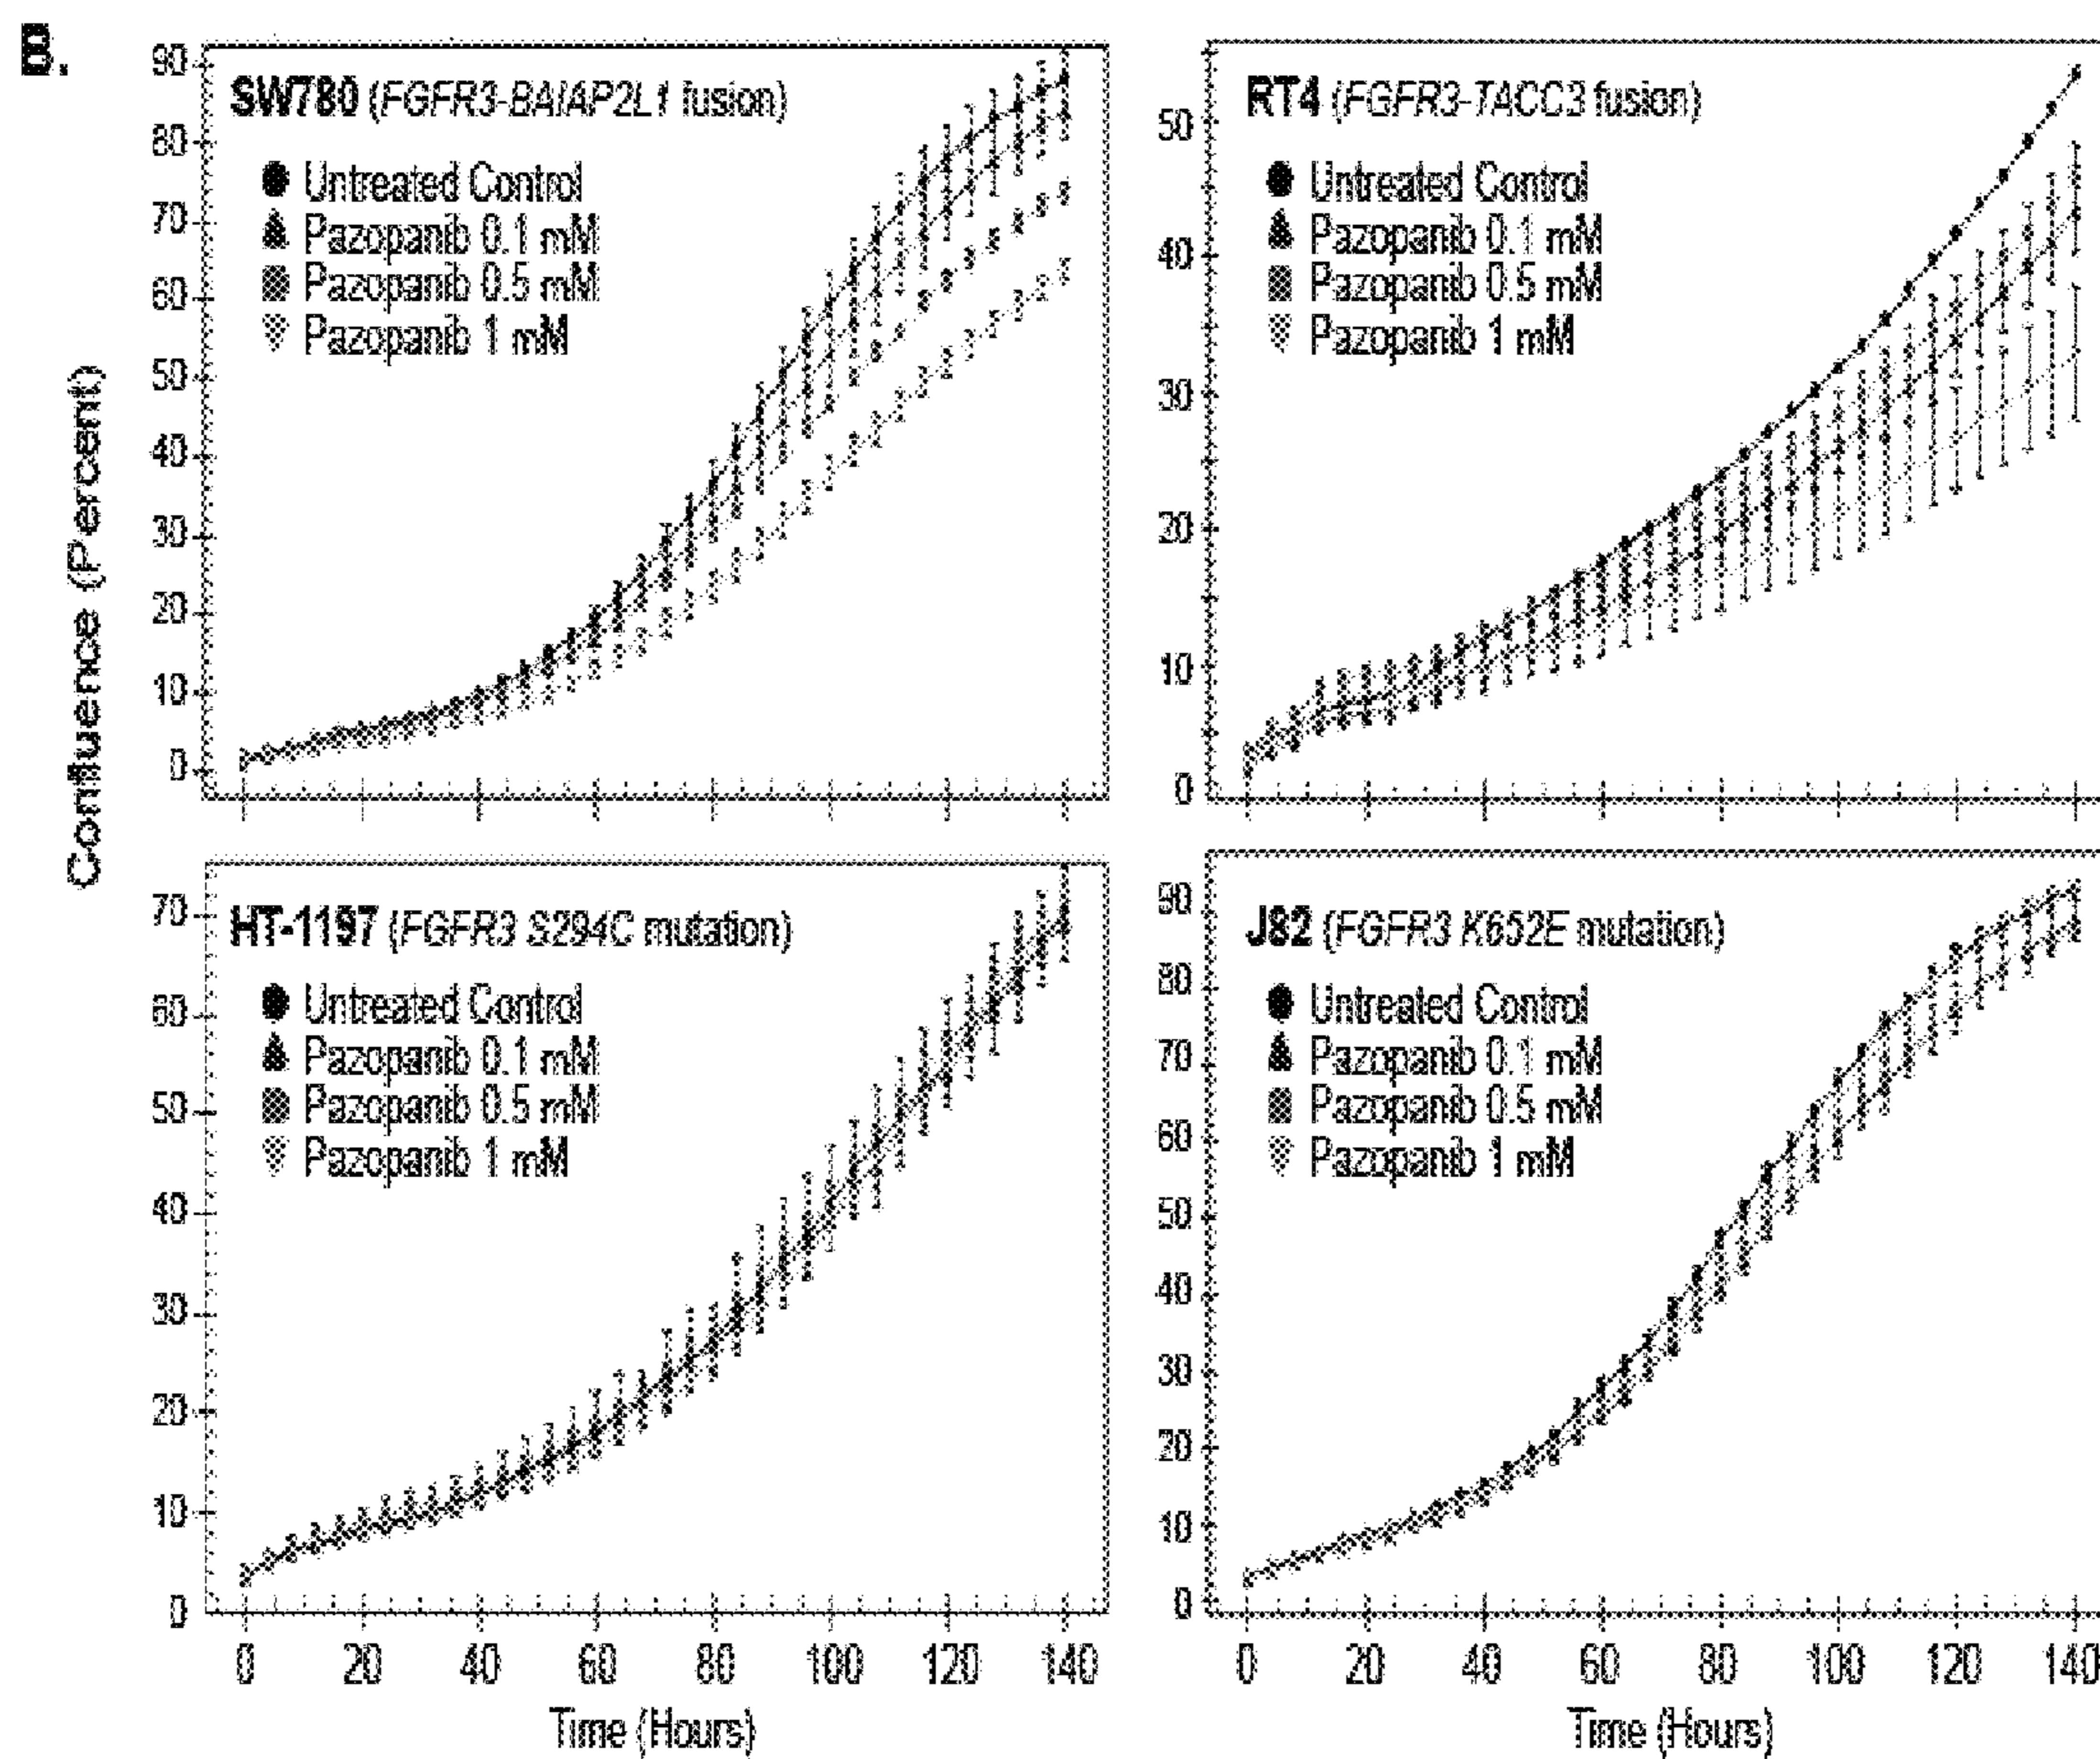 B.
Confluence (Percent)
SW780 (FGFR3-BAIAP2L1 fusion)
Untreated Control
Pazopanib 0.1 mM
Pazopanib 0.5 mM
Pazopanib 1 mM
90
80
70
60
50
40
30
20
10
0
RT4 (FGFR3-TACC3 fusion)
Untreated Control
Pazopanib 0.1 mM
Pazopanib 0.5 mM
Pazopanib 1 mM
50
40
30
20
10
0
HT-1197 (FGFR3 S294C mutation)
Untreated Control
Pazopanib 0.1 mM
Pazopanib 0.5 mM
Pazopanib 1 mM
70
60
50
40
30
20
10
0
0 20 40 60 80 100 120 140
Time (Hours)
J82 (FGFR3 K652E mutation)
Untreated Control
Pazopanib 0.1 mM
Pazopanib 0.5 mM
Pazopanib 1 mM
90
80
70
60
50
40
30
20
10
0
0 20 40 60 80 100 120 140
Time (Hours)